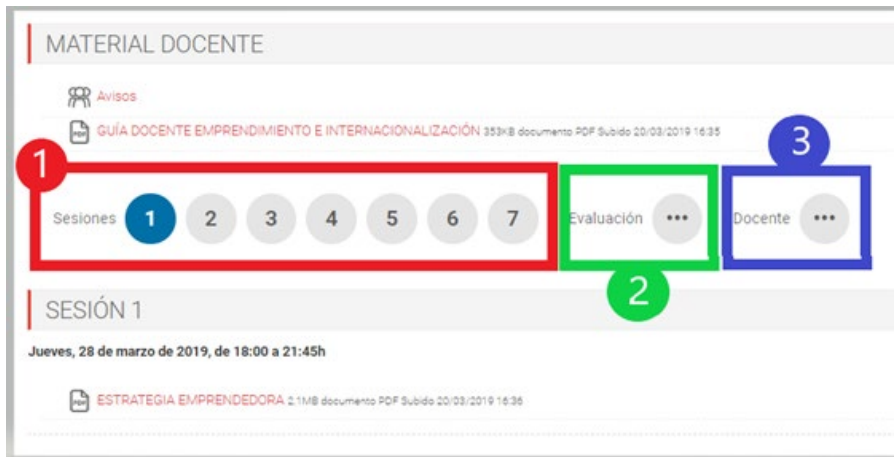 MATERIAL DOCENTE
Avisos
PDF GUÍA DOCENTE EMPRENDIMIENTO E INTERNACIONALIZACIÓN 353KB documento PDF Subido 20/03/2019 16:35
1
3
Sesiones 1 2 3 4 5 6 7 Evaluación ••• Docente •••
2
SESIÓN 1
Jueves, 28 de marzo de 2019, de 18:00 a 21:45h
PDF ESTRATEGIA EMPRENDEDORA 2.1MB documento PDF Subido 20/03/2019 16:36